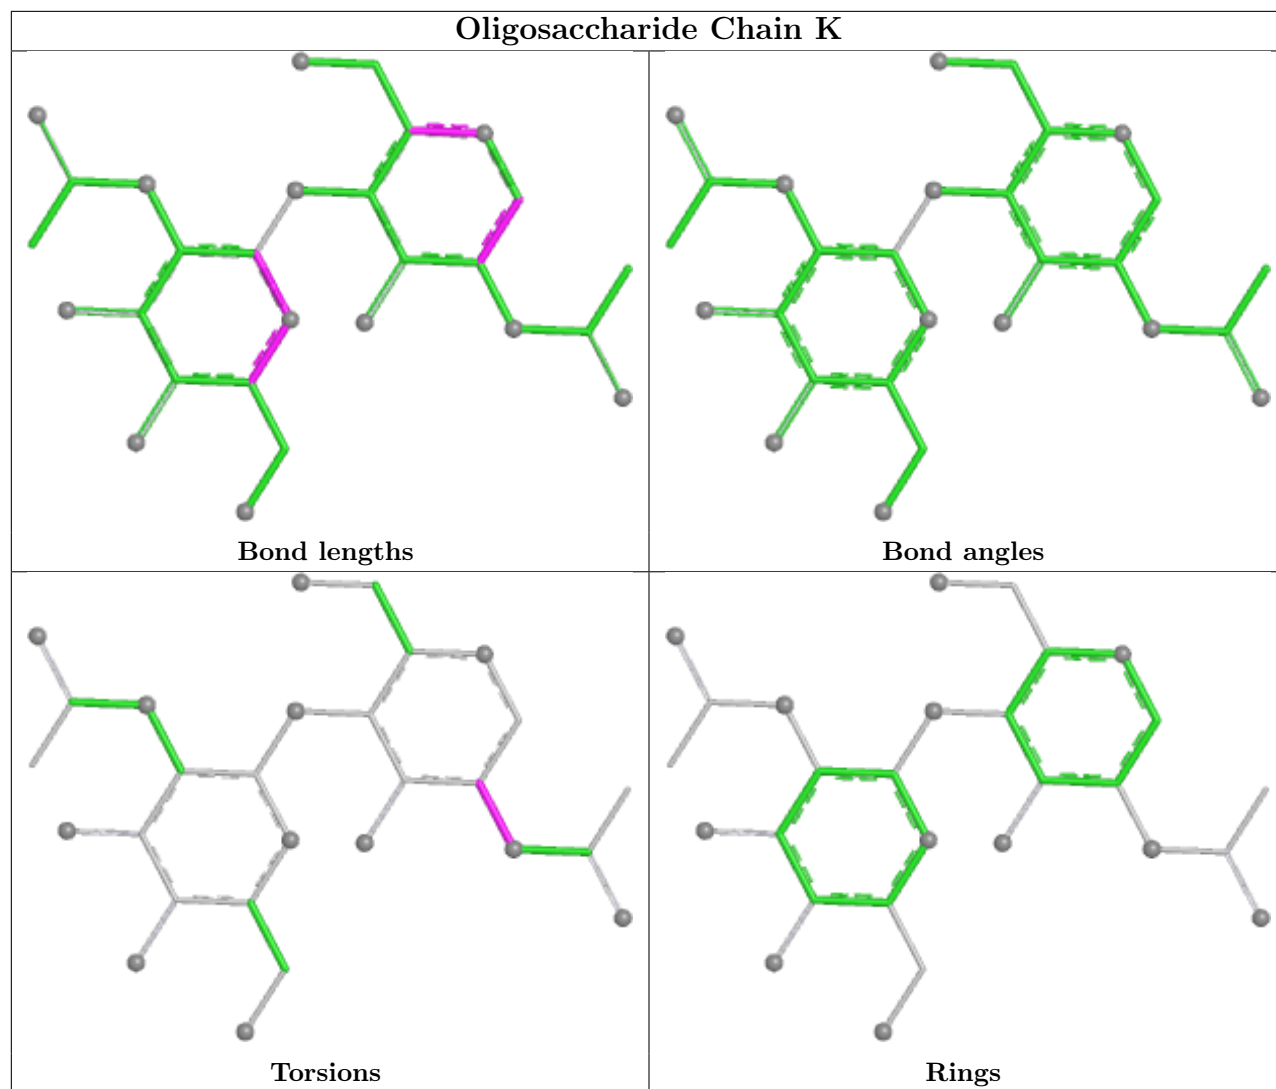 Oligosaccharide Chain K
Bond lengths
Bond angles
Torsions
Rings